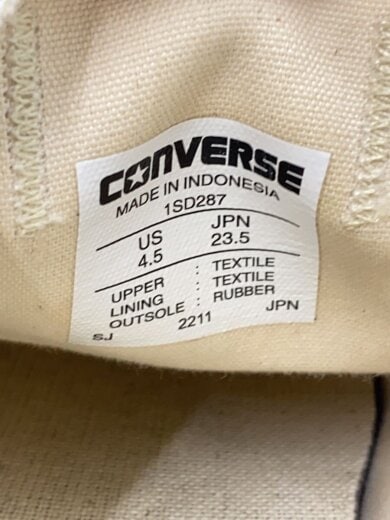 CONVERSE
MADE IN INDONESIA
1SD287
US JPN
4.5 23.5
UPPER : TEXTILE
LINING : TEXTILE
OUTSOLE : RUBBER
SJ 2211 JPN